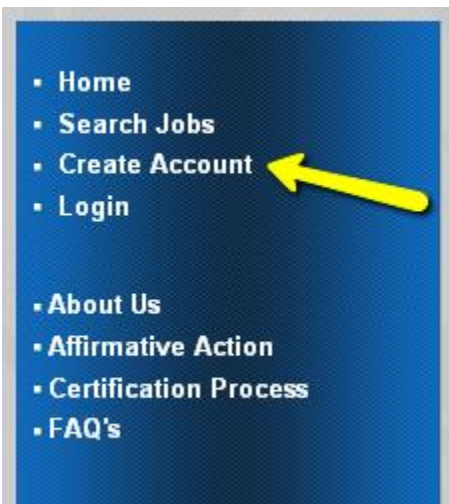 Home
Search Jobs
Create Account
Login
About Us
Affirmative Action
Certification Process
FAQ's